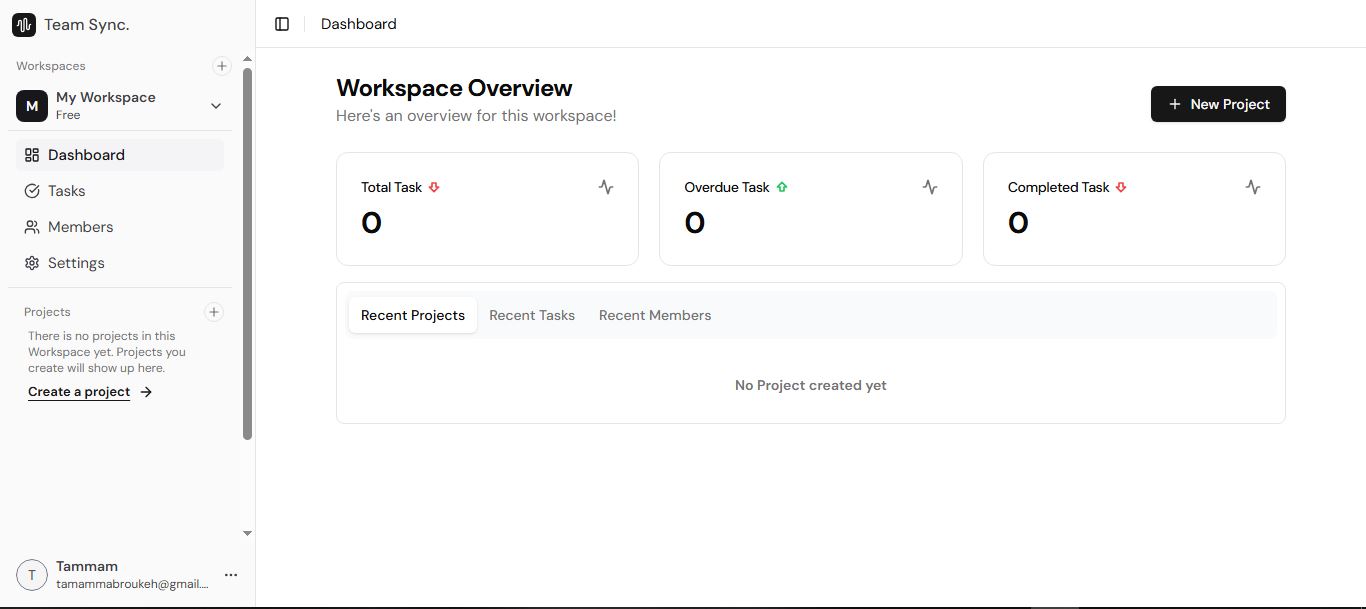 Team Sync.
Workspaces
M
My Workspace
Free
Dashboard
Tasks
Members
Settings
Projects
There is no projects in this
Workspace yet. Projects you
create will show up here.
Create a project
T
Tammam
tamammabroukeh@gmail....
Dashboard
Workspace Overview
Here's an overview for this workspace!
New Project
Total Task
0
Overdue Task
0
Completed Task
0
Recent Projects Recent Tasks Recent Members
No Project created yet